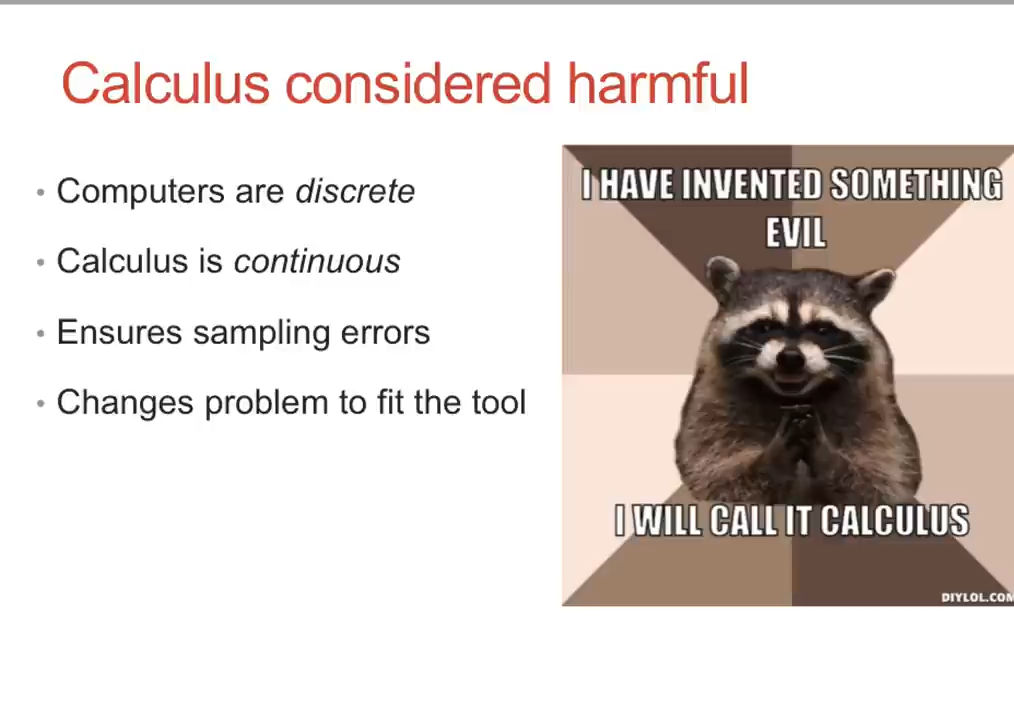 Calculus considered harmful
• Computers are discrete
• Calculus is continuous
• Ensures sampling errors
• Changes problem to fit the tool
I HAVE INVENTED SOMETHING
EVIL
I WILL CALL IT CALCULUS
DIYLOL.COM